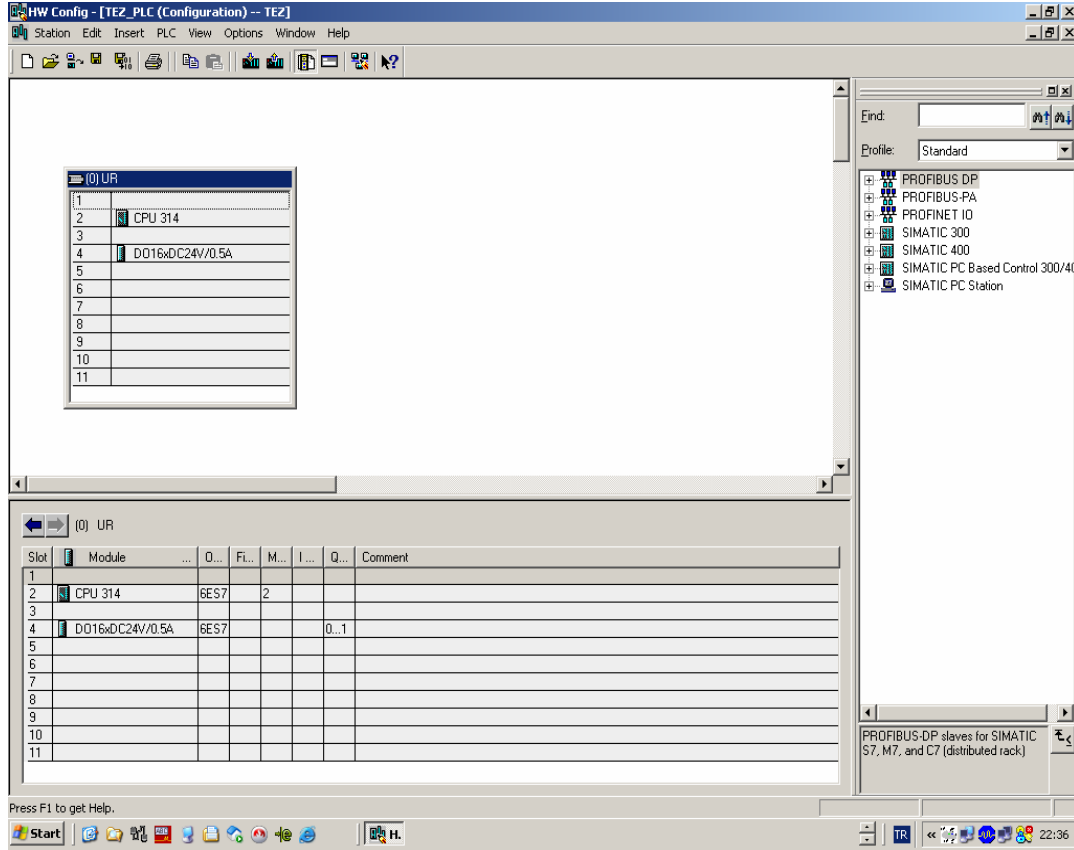 HW Config - [TEZ_PLC (Configuration) -- TEZ]
Station Edit Insert PLC View Options Window Help
Find:
Profile: Standard
PROFIBUS DP
PROFIBUS-PA
PROFINET IO
SIMATIC 300
SIMATIC 400
SIMATIC PC Based Control 300/40
SIMATIC PC Station
(0) UR
1
2 CPU 314
3
4 DO16xDC24V/0.5A
5
6
7
8
9
10
11
(0) UR
Slot Module ... O... Fi... M... I ... Q... Comment
1
2 CPU 314 6ES7 2
3
4 DO16xDC24V/0.5A 6ES7 0...1
5
6
7
8
9
10
11
PROFIBUS-DP slaves for SIMATIC
S7, M7, and C7 (distributed rack)
Press F1 to get Help.
Start H. TR « 22:36